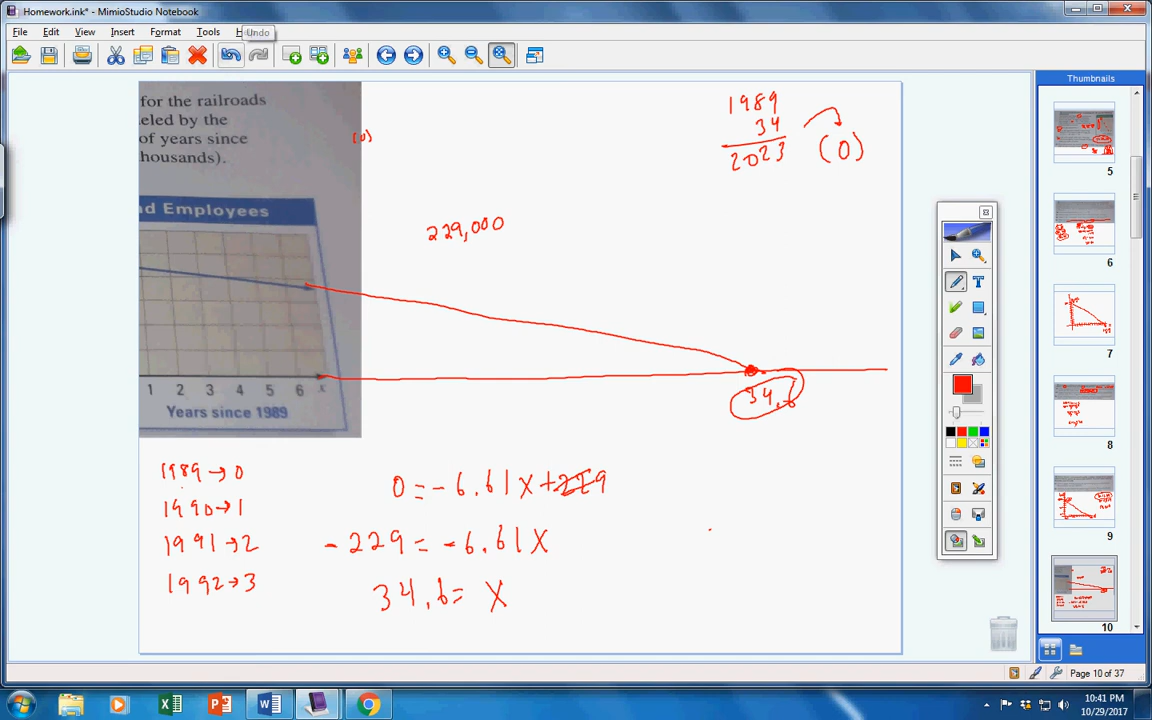 Homework.ink* - MimioStudio Notebook
File Edit View Insert Format Tools H
Undo
for the railroads
eled by the
of years since
housands).
nd Employees
1 2 3 4 5 6 x
Years since 1989
(0)
229,000
1989
34
2023 (0)
34.6
1989→0
1990→1
1991→2
1992→3
0=-6.61x+229
-229=-6.61x
34.6=x
Thumbnails
5
6
7
8
9
10
T
Page 10 of 37
10:41 PM
10/29/2017